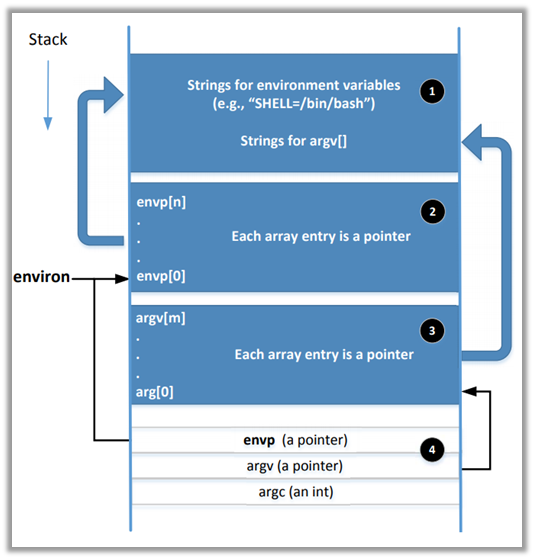 Stack
Strings for environment variables
(e.g., “SHELL=/bin/bash”)
1
Strings for argv[]
envp[n]
2
.
.
Each array entry is a pointer
.
envp[0]
environ
argv[m]
3
.
.
Each array entry is a pointer
.
arg[0]
envp (a pointer)
4
argv (a pointer)
argc (an int)